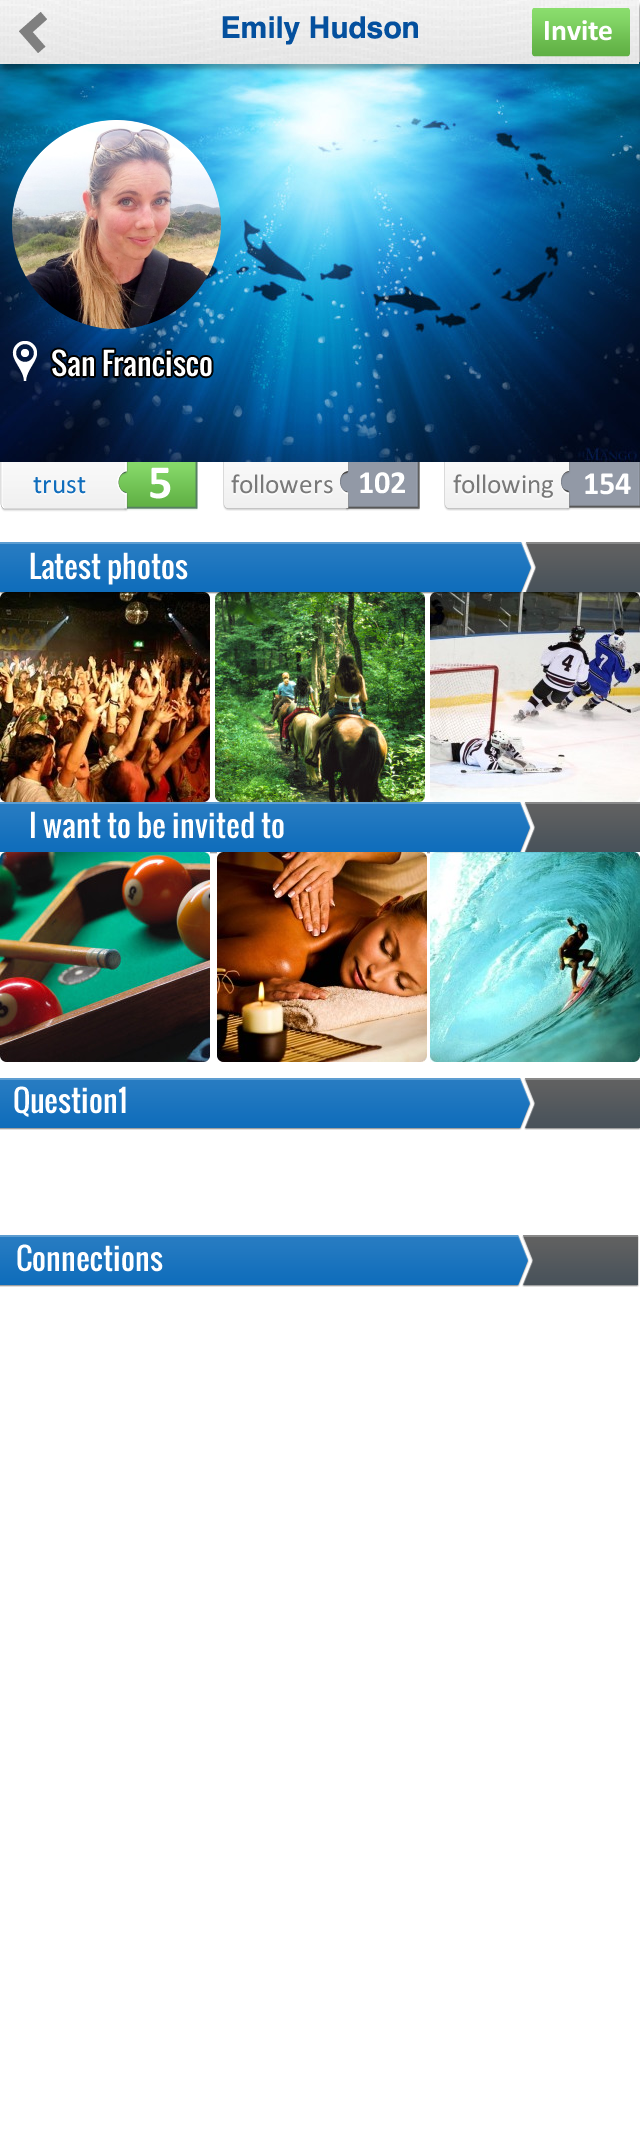 Emily Hudson
Invite
San Francisco
MANGO
trust 5
followers 102
following 154
Latest photos
4
7
I want to be invited to
Question1
Connections